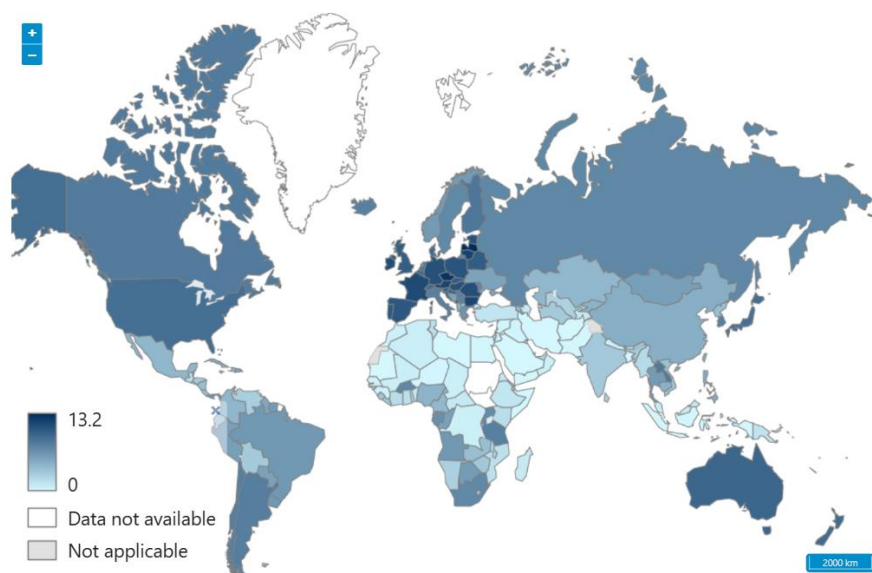 +
−
13.2
0
Data not available
Not applicable
2000 km